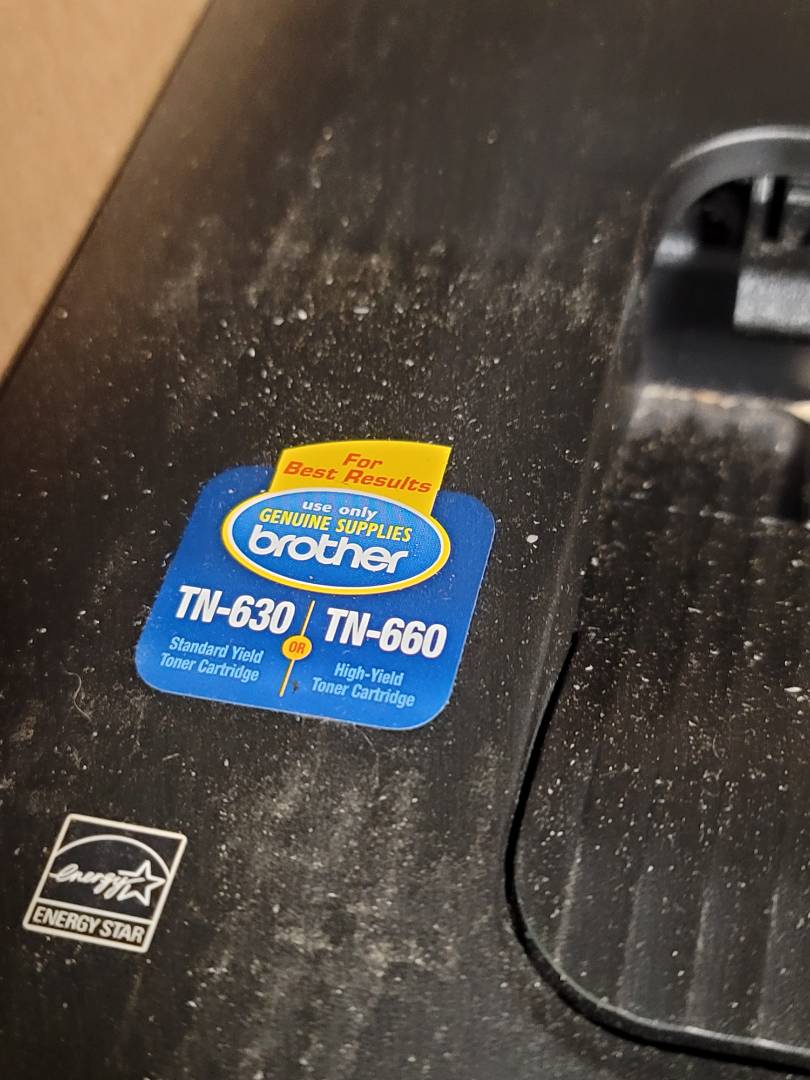 For
Best Results
use only
GENUINE SUPPLIES
brother
TN-630
OR
TN-660
Standard Yield
Toner Cartridge
High-Yield
Toner Cartridge
energy
ENERGY STAR